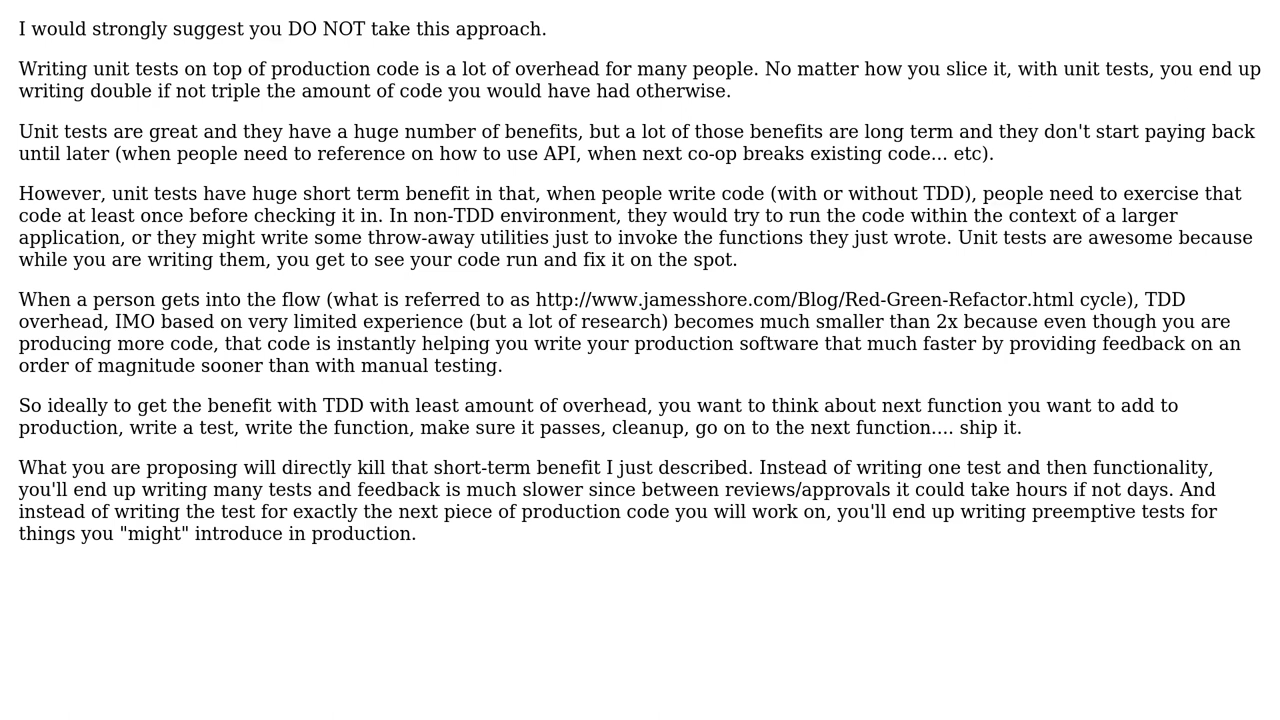 I would strongly suggest you DO NOT take this approach.
Writing unit tests on top of production code is a lot of overhead for many people. No matter how you slice it, with unit tests, you end up
writing double if not triple the amount of code you would have had otherwise.
Unit tests are great and they have a huge number of benefits, but a lot of those benefits are long term and they don't start paying back
until later (when people need to reference on how to use API, when next co-op breaks existing code... etc).
However, unit tests have huge short term benefit in that, when people write code (with or without TDD), people need to exercise that
code at least once before checking it in. In non-TDD environment, they would try to run the code within the context of a larger
application, or they might write some throw-away utilities just to invoke the functions they just wrote. Unit tests are awesome because
while you are writing them, you get to see your code run and fix it on the spot.
When a person gets into the flow (what is referred to as http://www.jamesshore.com/Blog/Red-Green-Refactor.html cycle), TDD
overhead, IMO based on very limited experience (but a lot of research) becomes much smaller than 2x because even though you are
producing more code, that code is instantly helping you write your production software that much faster by providing feedback on an
order of magnitude sooner than with manual testing.
So ideally to get the benefit with TDD with least amount of overhead, you want to think about next function you want to add to
production, write a test, write the function, make sure it passes, cleanup, go on to the next function.... ship it.
What you are proposing will directly kill that short-term benefit I just described. Instead of writing one test and then functionality,
you'll end up writing many tests and feedback is much slower since between reviews/approvals it could take hours if not days. And
instead of writing the test for exactly the next piece of production code you will work on, you'll end up writing preemptive tests for
things you "might" introduce in production.